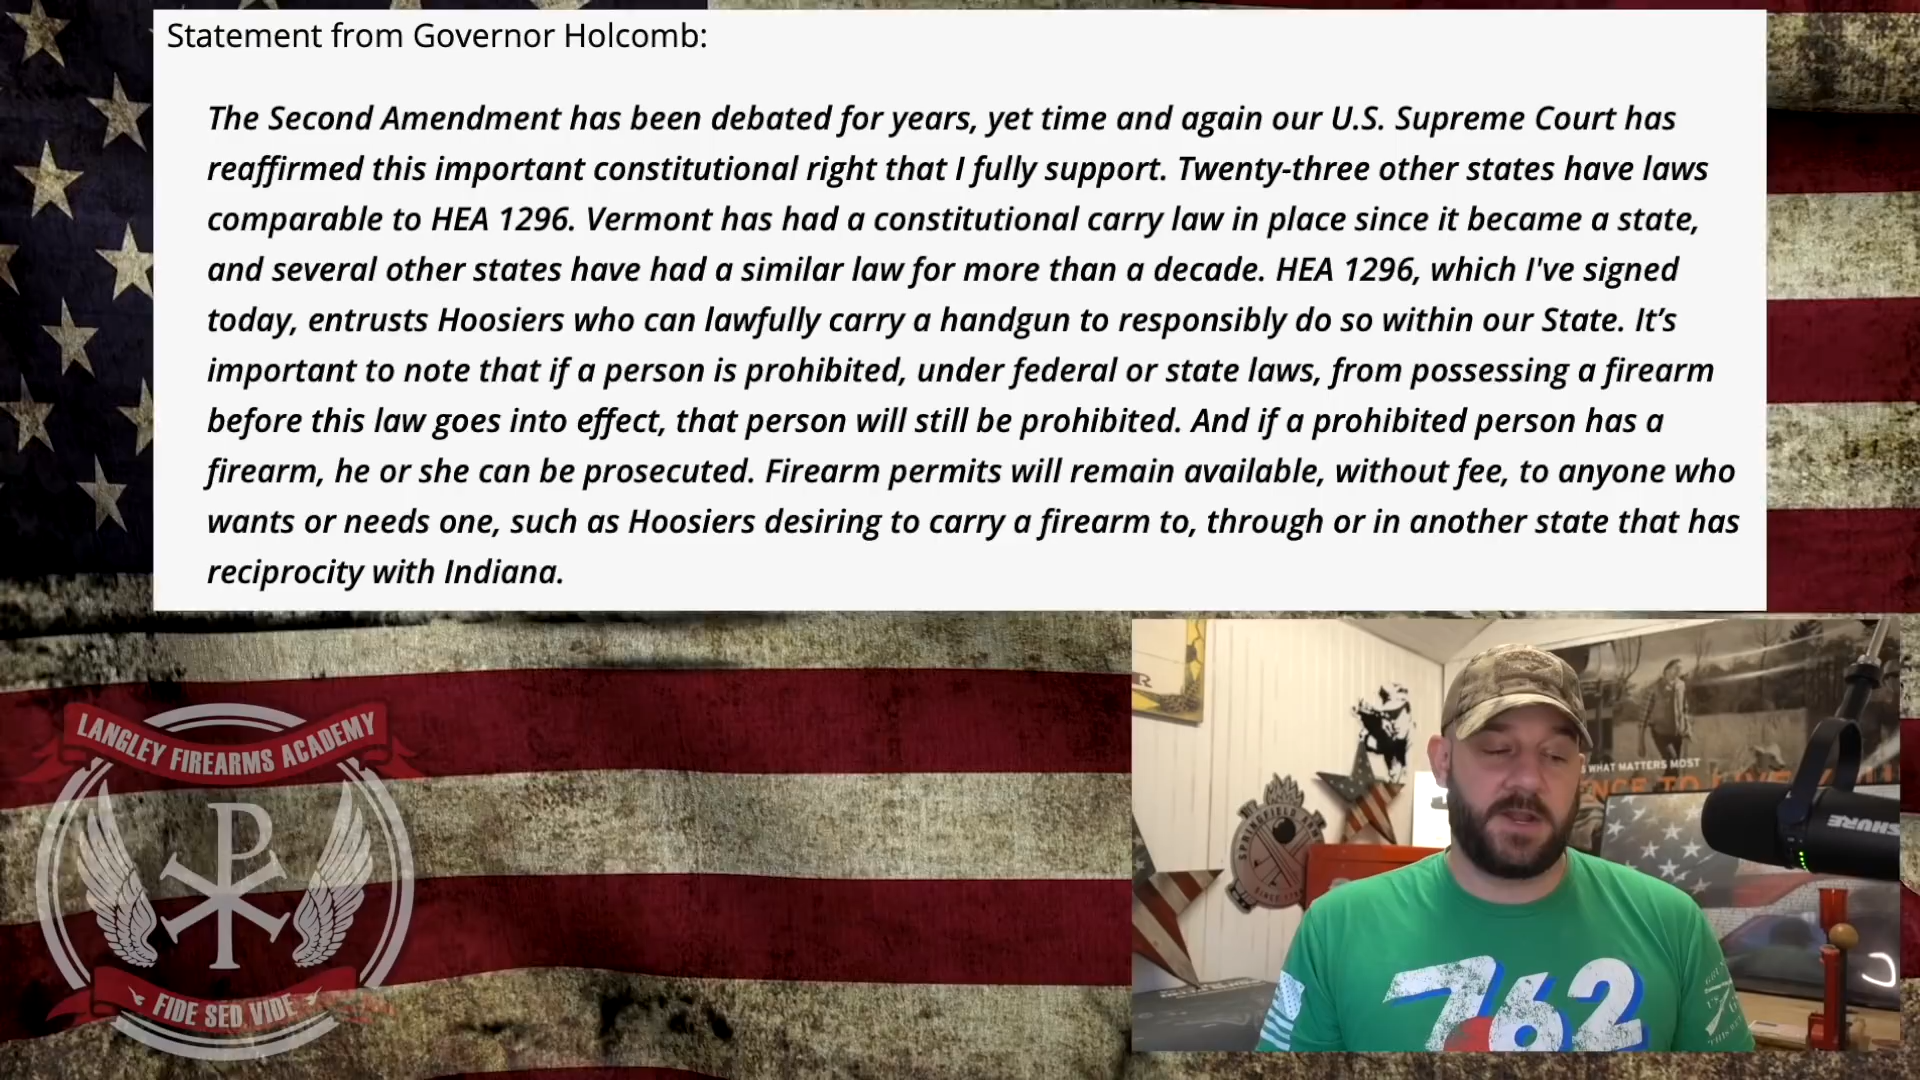 Statement from Governor Holcomb:
The Second Amendment has been debated for years, yet time and again our U.S. Supreme Court has
reaffirmed this important constitutional right that I fully support. Twenty-three other states have laws
comparable to HEA 1296. Vermont has had a constitutional carry law in place since it became a state,
and several other states have had a similar law for more than a decade. HEA 1296, which I've signed
today, entrusts Hoosiers who can lawfully carry a handgun to responsibly do so within our State. It’s
important to note that if a person is prohibited, under federal or state laws, from possessing a firearm
before this law goes into effect, that person will still be prohibited. And if a prohibited person has a
firearm, he or she can be prosecuted. Firearm permits will remain available, without fee, to anyone who
wants or needs one, such as Hoosiers desiring to carry a firearm to, through or in another state that has
reciprocity with Indiana.
LANGLEY FIREARMS ACADEMY
FIDE SED VIDE
WHAT MATTERS MOST
TO
SPRINGFIELD
SHURE
762